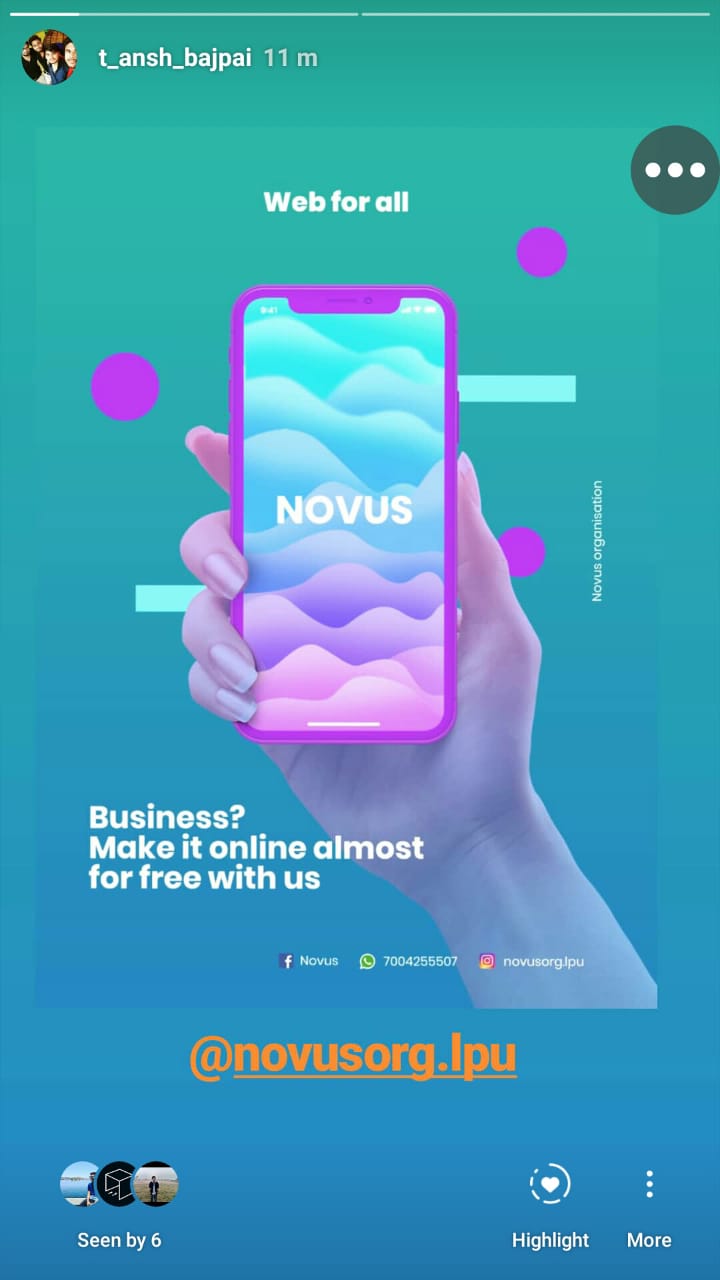 t_ansh_bajpai 11 m
Web for all
9:41
NOVUS
Novus organisation
Business?
Make it online almost
for free with us
Novus 7004255507 novusorg.lpu
@novusorg.lpu
Seen by 6
Highlight
More